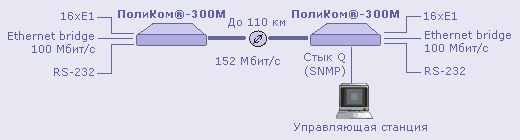 ПолиКом®-300М До 110 км ПолиКом®-300М
16xE1 16xE1
Ethernet bridge Ethernet bridge
100 Мбит/с 100 Мбит/с
152 Мбит/с
RS-232 Стык Q RS-232
(SNMP)
Управляющая станция